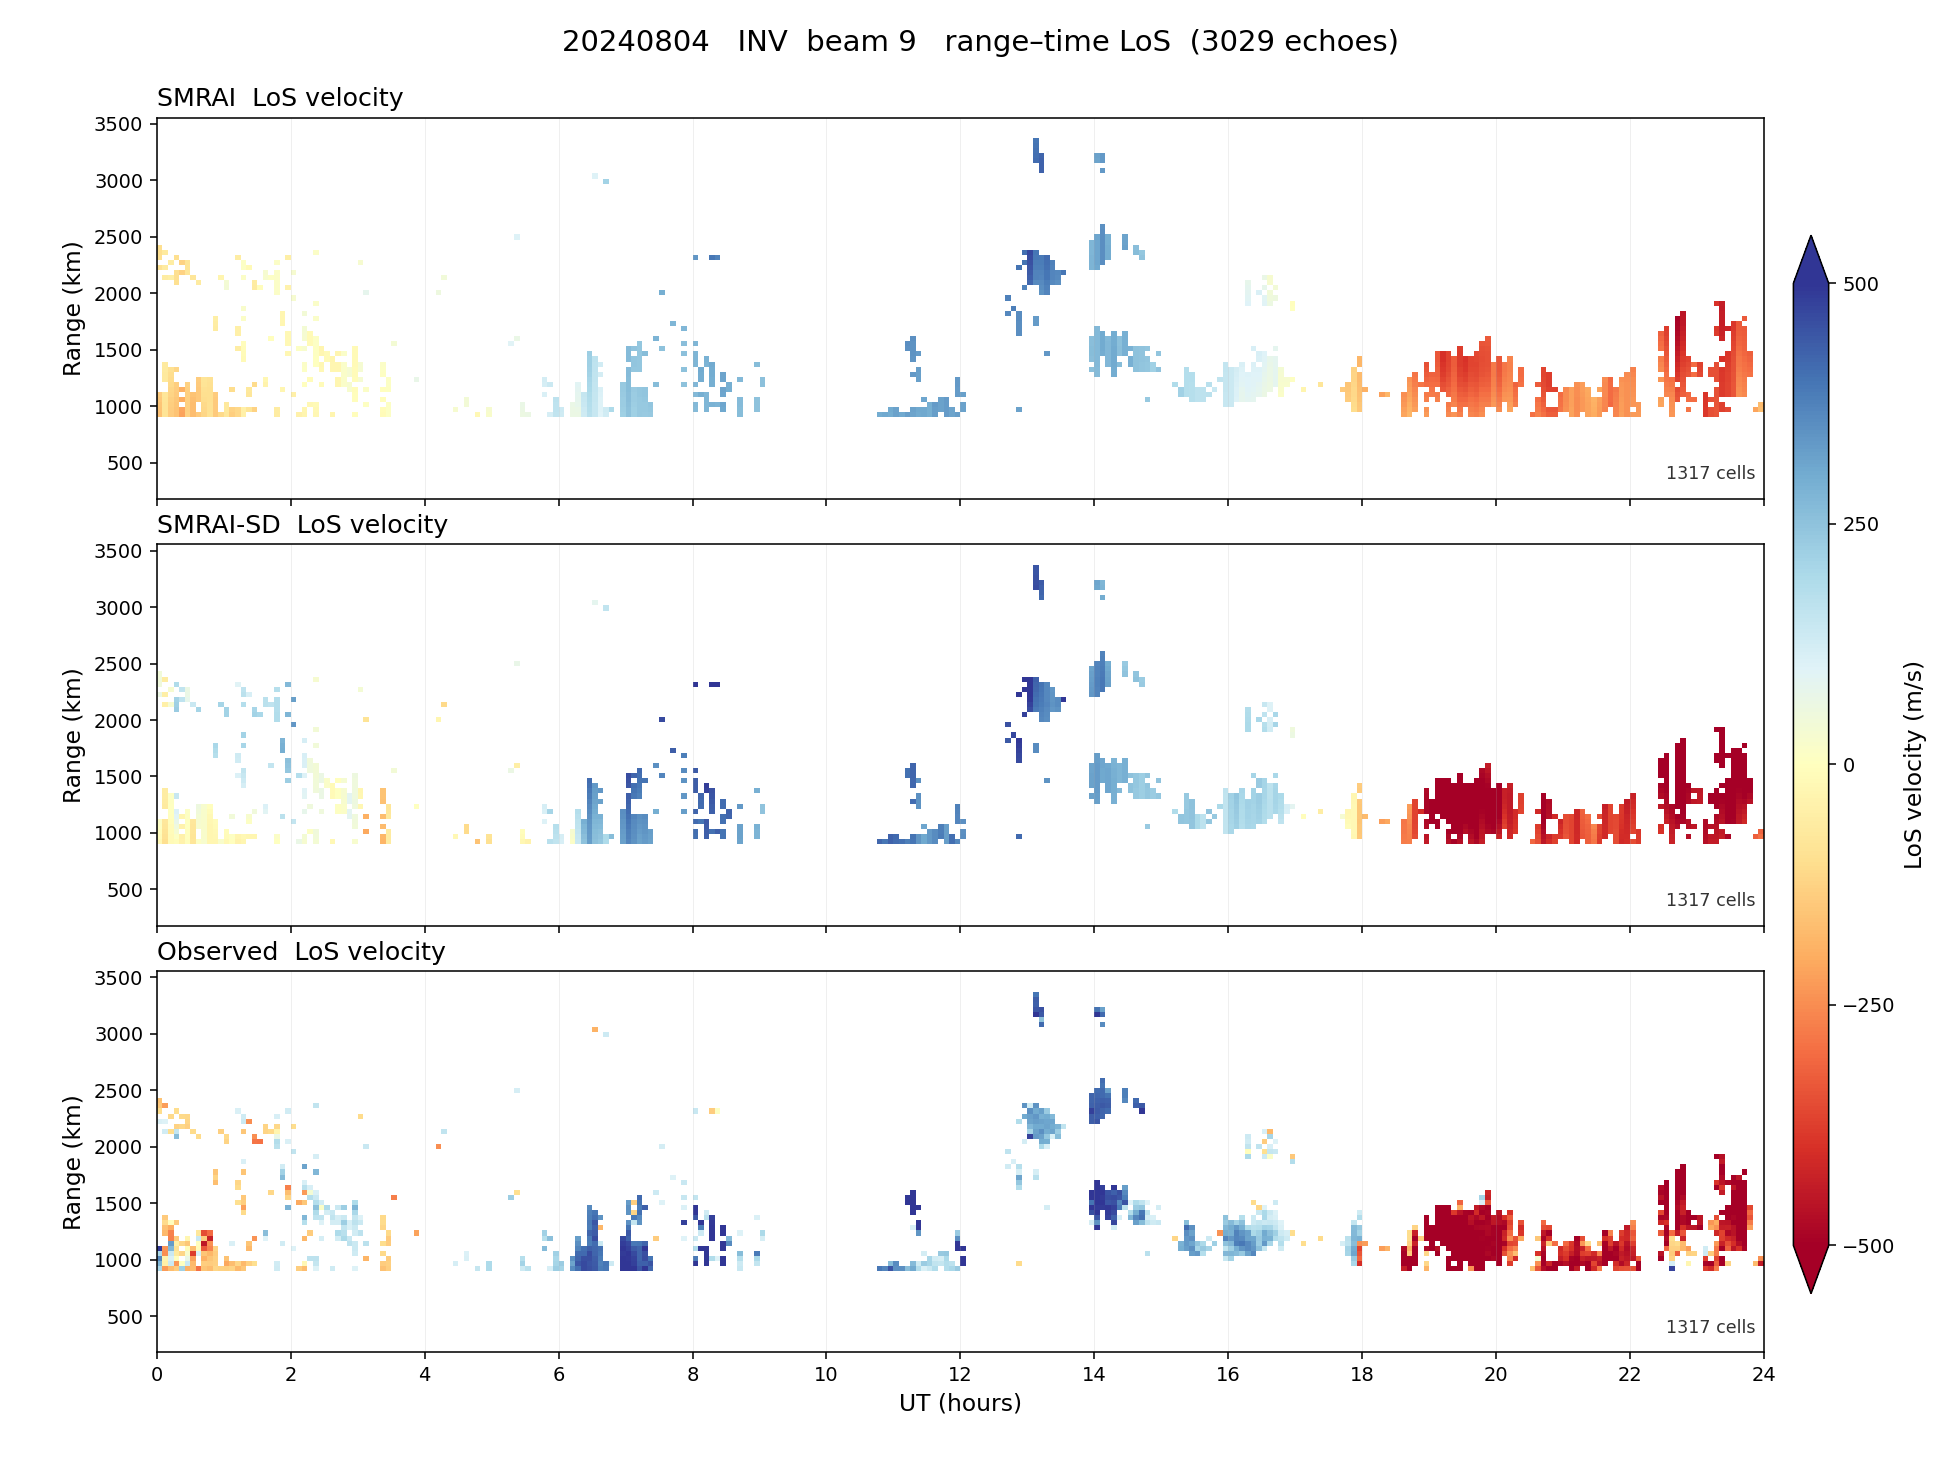 20240804   INV  beam 9   range–time LoS  (3029 echoes)
SMRAI  LoS velocity
3500
3000
2500
2000
1500
1000
500
Range (km)
1317 cells
SMRAI-SD  LoS velocity
3500
3000
2500
2000
1500
1000
500
Range (km)
1317 cells
Observed  LoS velocity
3500
3000
2500
2000
1500
1000
500
Range (km)
1317 cells
0 2 4 6 8 10 12 14 16 18 20 22 24
UT (hours)
500
250
0
−250
−500
LoS velocity (m/s)